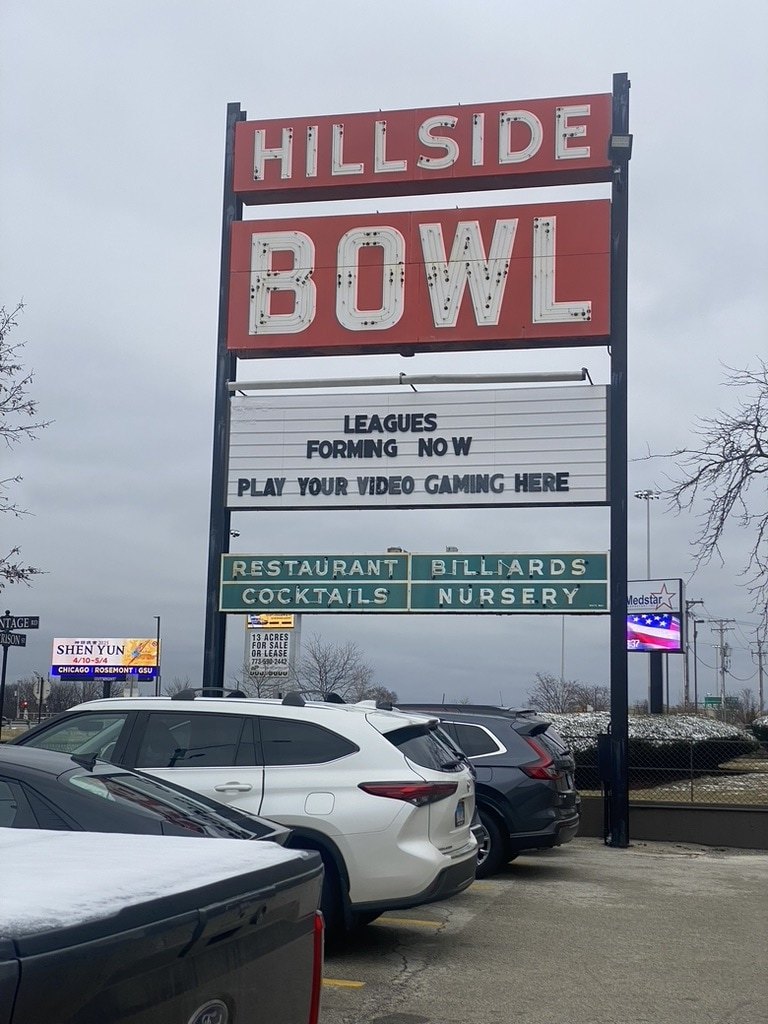 HILLSIDE
BOWL
LEAGUES
FORMING NOW
PLAY YOUR VIDEO GAMING HERE
RESTAURANT BILLIARDS
COCKTAILS NURSERY
SHEN YUN
4/10-5/4
CHICAGO | ROSEMONT | GSU
13 ACRES
FOR SALE
OR LEASE
Medstar